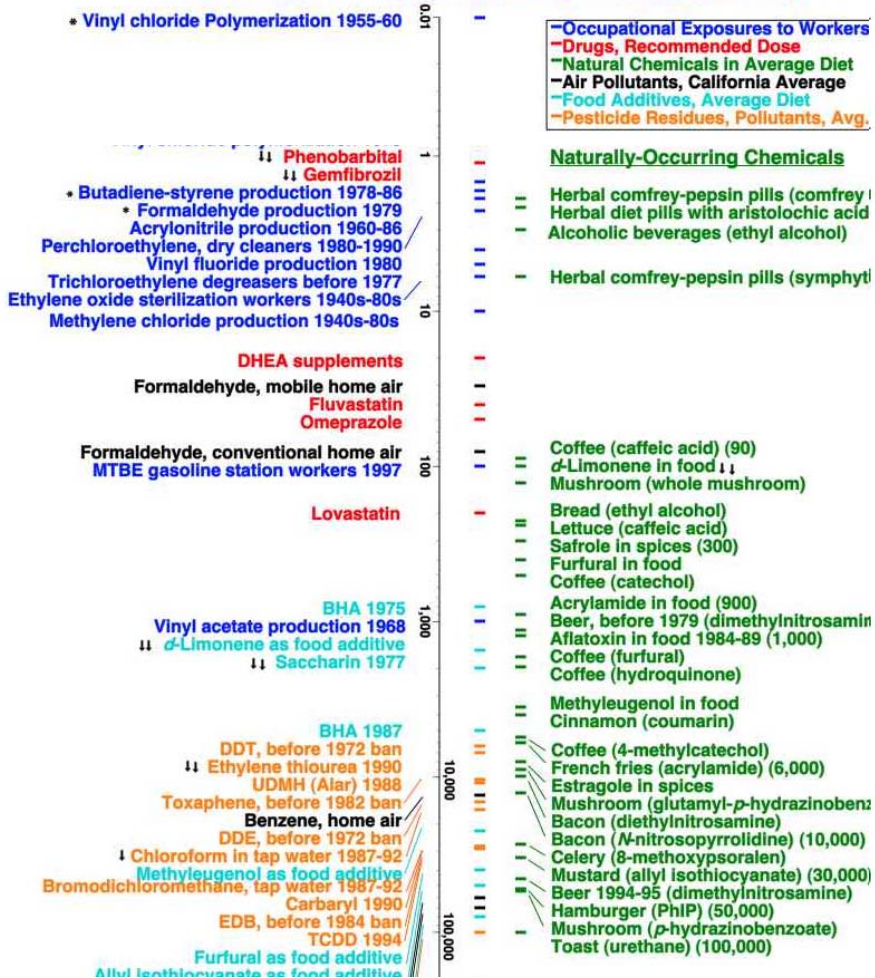 * Vinyl chloride Polymerization 1955-60
↓↓ Phenobarbital
↓↓ Gemfibrozil
* Butadiene-styrene production 1978-86
* Formaldehyde production 1979
Acrylonitrile production 1960-86
Perchloroethylene, dry cleaners 1980-1990
Vinyl fluoride production 1980
Trichloroethylene degreasers before 1977
Ethylene oxide sterilization workers 1940s-80s
Methylene chloride production 1940s-80s
DHEA supplements
Formaldehyde, mobile home air
Fluvastatin
Omeprazole
Formaldehyde, conventional home air
MTBE gasoline station workers 1997
Lovastatin
BHA 1975
Vinyl acetate production 1968
↓↓ d-Limonene as food additive
↓↓ Saccharin 1977
BHA 1987
DDT, before 1972 ban
↓↓ Ethylene thiourea 1990
UDMH (Alar) 1988
Toxaphene, before 1982 ban
Benzene, home air
DDE, before 1972 ban
↓ Chloroform in tap water 1987-92
Methyleugenol as food additive
Bromodichloromethane, tap water 1987-92
Carbaryl 1990
EDB, before 1984 ban
TCDD 1994
Furfural as food additive
Allyl isothiocyanate as food additive
0.01
1
10
100
1,000
10,000
100,000
Occupational Exposures to Workers
Drugs, Recommended Dose
Natural Chemicals in Average Diet
Air Pollutants, California Average
Food Additives, Average Diet
Pesticide Residues, Pollutants, Avg.
Naturally-Occurring Chemicals
Herbal comfrey-pepsin pills (comfrey
Herbal diet pills with aristolochic acid
Alcoholic beverages (ethyl alcohol)
Herbal comfrey-pepsin pills (symphyt
Coffee (caffeic acid) (90)
d-Limonene in food ↓↓
Mushroom (whole mushroom)
Bread (ethyl alcohol)
Lettuce (caffeic acid)
Safrole in spices (300)
Furfural in food
Coffee (catechol)
Acrylamide in food (900)
Beer, before 1979 (dimethylnitrosamin
Aflatoxin in food 1984-89 (1,000)
Coffee (furfural)
Coffee (hydroquinone)
Methyleugenol in food
Cinnamon (coumarin)
Coffee (4-methylcatechol)
French fries (acrylamide) (6,000)
Estragole in spices
Mushroom (glutamyl-p-hydrazinobenz
Bacon (diethylnitrosamine)
Bacon (N-nitrosopyrrolidine) (10,000)
Celery (8-methoxypsoralen)
Mustard (allyl isothiocyanate) (30,000)
Beer 1994-95 (dimethylnitrosamine)
Hamburger (PhIP) (50,000)
Mushroom (p-hydrazinobenzoate)
Toast (urethane) (100,000)